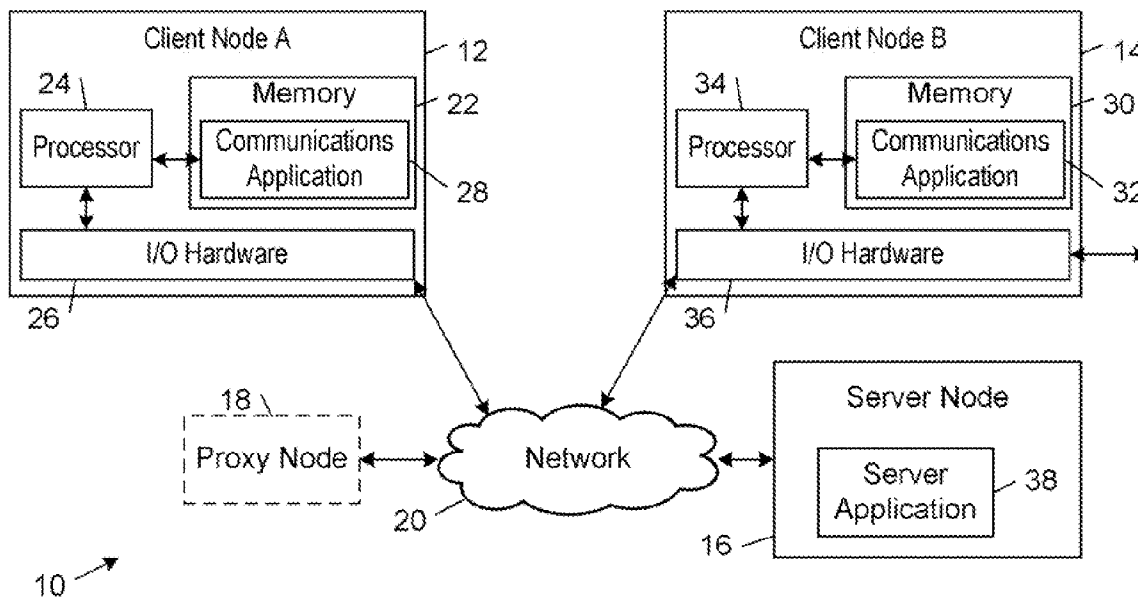 Client Node A
12
24
Processor
Memory
22
Communications
Application
28
I/O Hardware
26
Client Node B
14
34
Processor
Memory
30
Communications
Application
32
I/O Hardware
36
18
Proxy Node
Network
20
Server Node
Server
Application
38
16
10